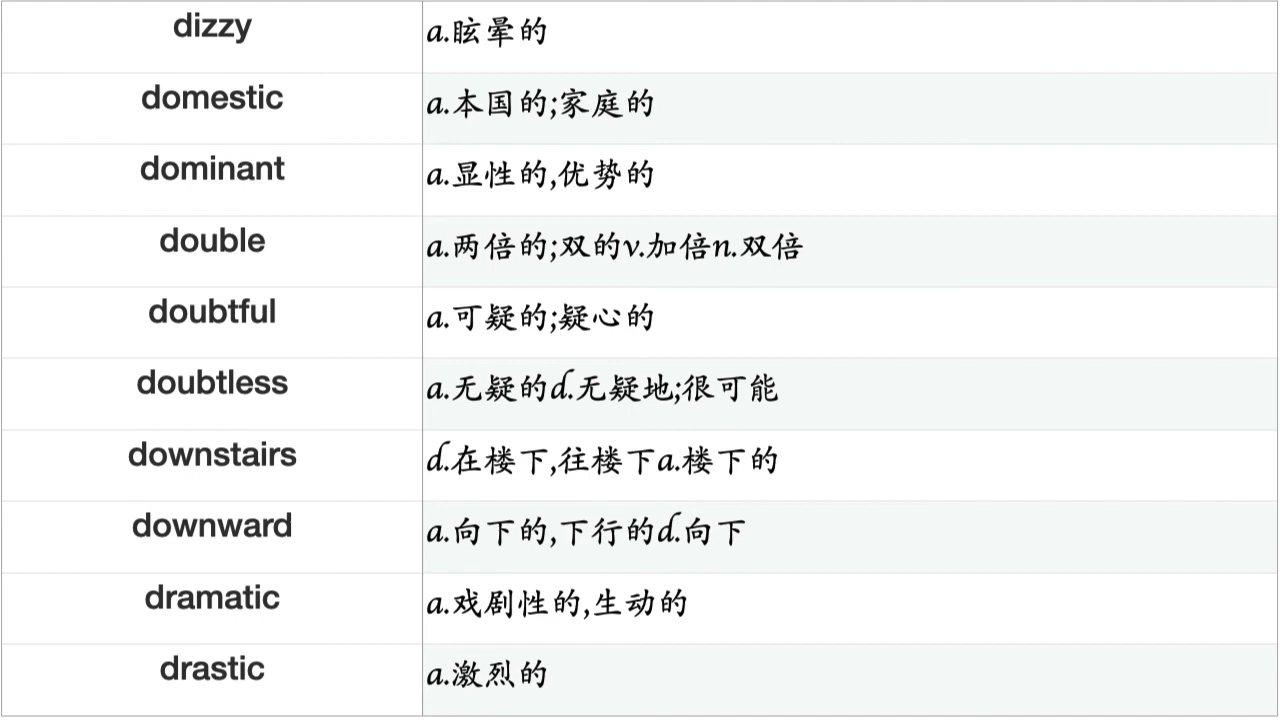 dizzy a.眩晕的
domestic a.本国的;家庭的
dominant a.显性的,优势的
double a.两倍的;双的v.加倍n.双倍
doubtful a.可疑的;疑心的
doubtless a.无疑的d.无疑地;很可能
downstairs d.在楼下,往楼下a.楼下的
downward a.向下的,下行的d.向下
dramatic a.戏剧性的,生动的
drastic a.激烈的